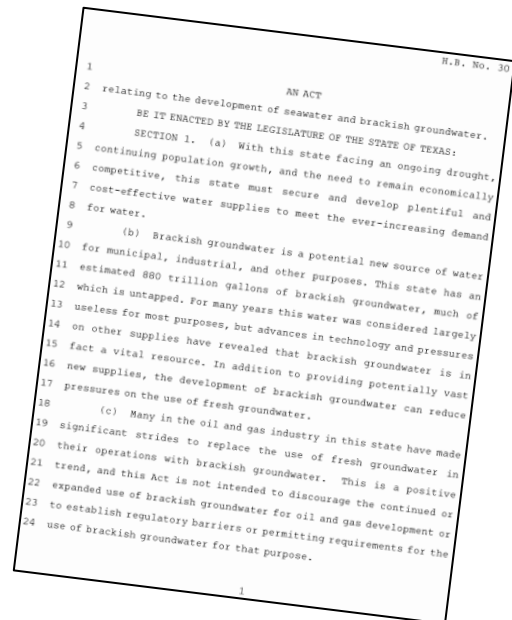 H.B. No. 30
1
AN ACT
2 relating to the development of seawater and brackish groundwater.
3 BE IT ENACTED BY THE LEGISLATURE OF THE STATE OF TEXAS:
4 SECTION 1. (a) With this state facing an ongoing drought,
5 continuing population growth, and the need to remain economically
6 competitive, this state must secure and develop plentiful and
7 cost-effective water supplies to meet the ever-increasing demand
8 for water.
9 (b) Brackish groundwater is a potential new source of water
10 for municipal, industrial, and other purposes. This state has an
11 estimated 880 trillion gallons of brackish groundwater, much of
12 which is untapped. For many years this water was considered largely
13 useless for most purposes, but advances in technology and pressures
14 on other supplies have revealed that brackish groundwater is in
15 fact a vital resource. In addition to providing potentially vast
16 new supplies, the development of brackish groundwater can reduce
17 pressures on the use of fresh groundwater.
18 (c) Many in the oil and gas industry in this state have made
19 significant strides to replace the use of fresh groundwater in
20 their operations with brackish groundwater. This is a positive
21 trend, and this Act is not intended to discourage the continued or
22 expanded use of brackish groundwater for oil and gas development or
23 to establish regulatory barriers or permitting requirements for the
24 use of brackish groundwater for that purpose.
1